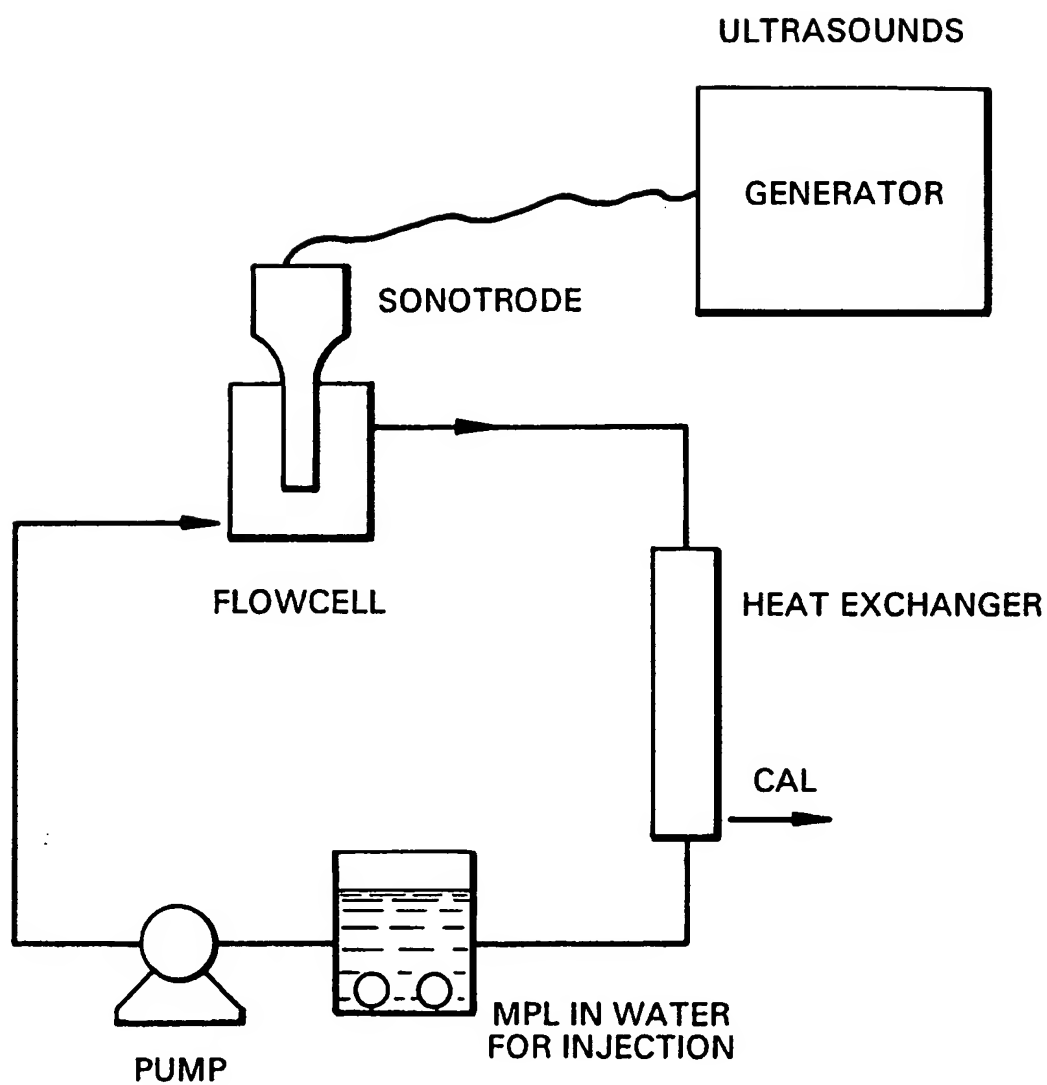 ULTRASOUNDS
GENERATOR
SONOTRODE
FLOWCELL
HEAT EXCHANGER
CAL
MPL IN WATER
FOR INJECTION
PUMP